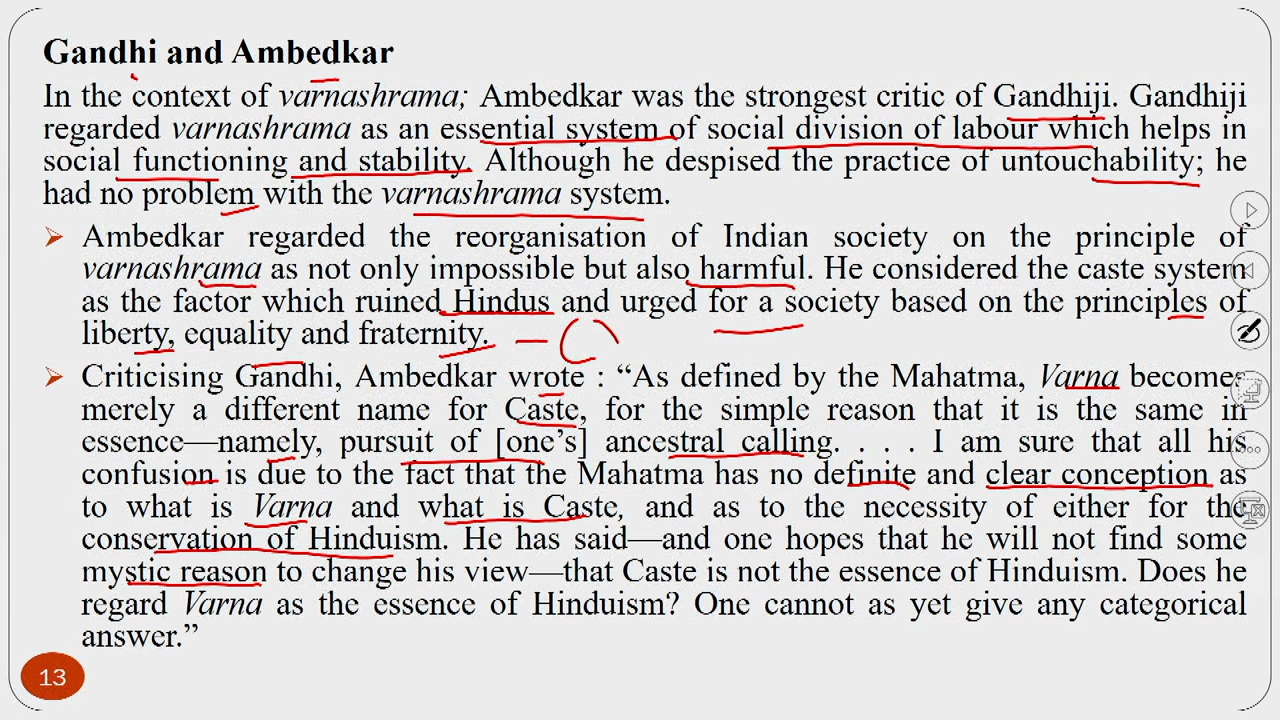 Gandhi and Ambedkar
In the context of varnashrama; Ambedkar was the strongest critic of Gandhiji. Gandhiji
regarded varnashrama as an essential system of social division of labour which helps in
social functioning and stability. Although he despised the practice of untouchability; he
had no problem with the varnashrama system.
➢ Ambedkar regarded the reorganisation of Indian society on the principle of
varnashrama as not only impossible but also harmful. He considered the caste system
as the factor which ruined Hindus and urged for a society based on the principles of
liberty, equality and fraternity.
➢ Criticising Gandhi, Ambedkar wrote : “As defined by the Mahatma, Varna becomes
merely a different name for Caste, for the simple reason that it is the same in
essence—namely, pursuit of [one’s] ancestral calling. . . . I am sure that all his
confusion is due to the fact that the Mahatma has no definite and clear conception as
to what is Varna and what is Caste, and as to the necessity of either for the
conservation of Hinduism. He has said—and one hopes that he will not find some
mystic reason to change his view—that Caste is not the essence of Hinduism. Does he
regard Varna as the essence of Hinduism? One cannot as yet give any categorical
answer.”
13